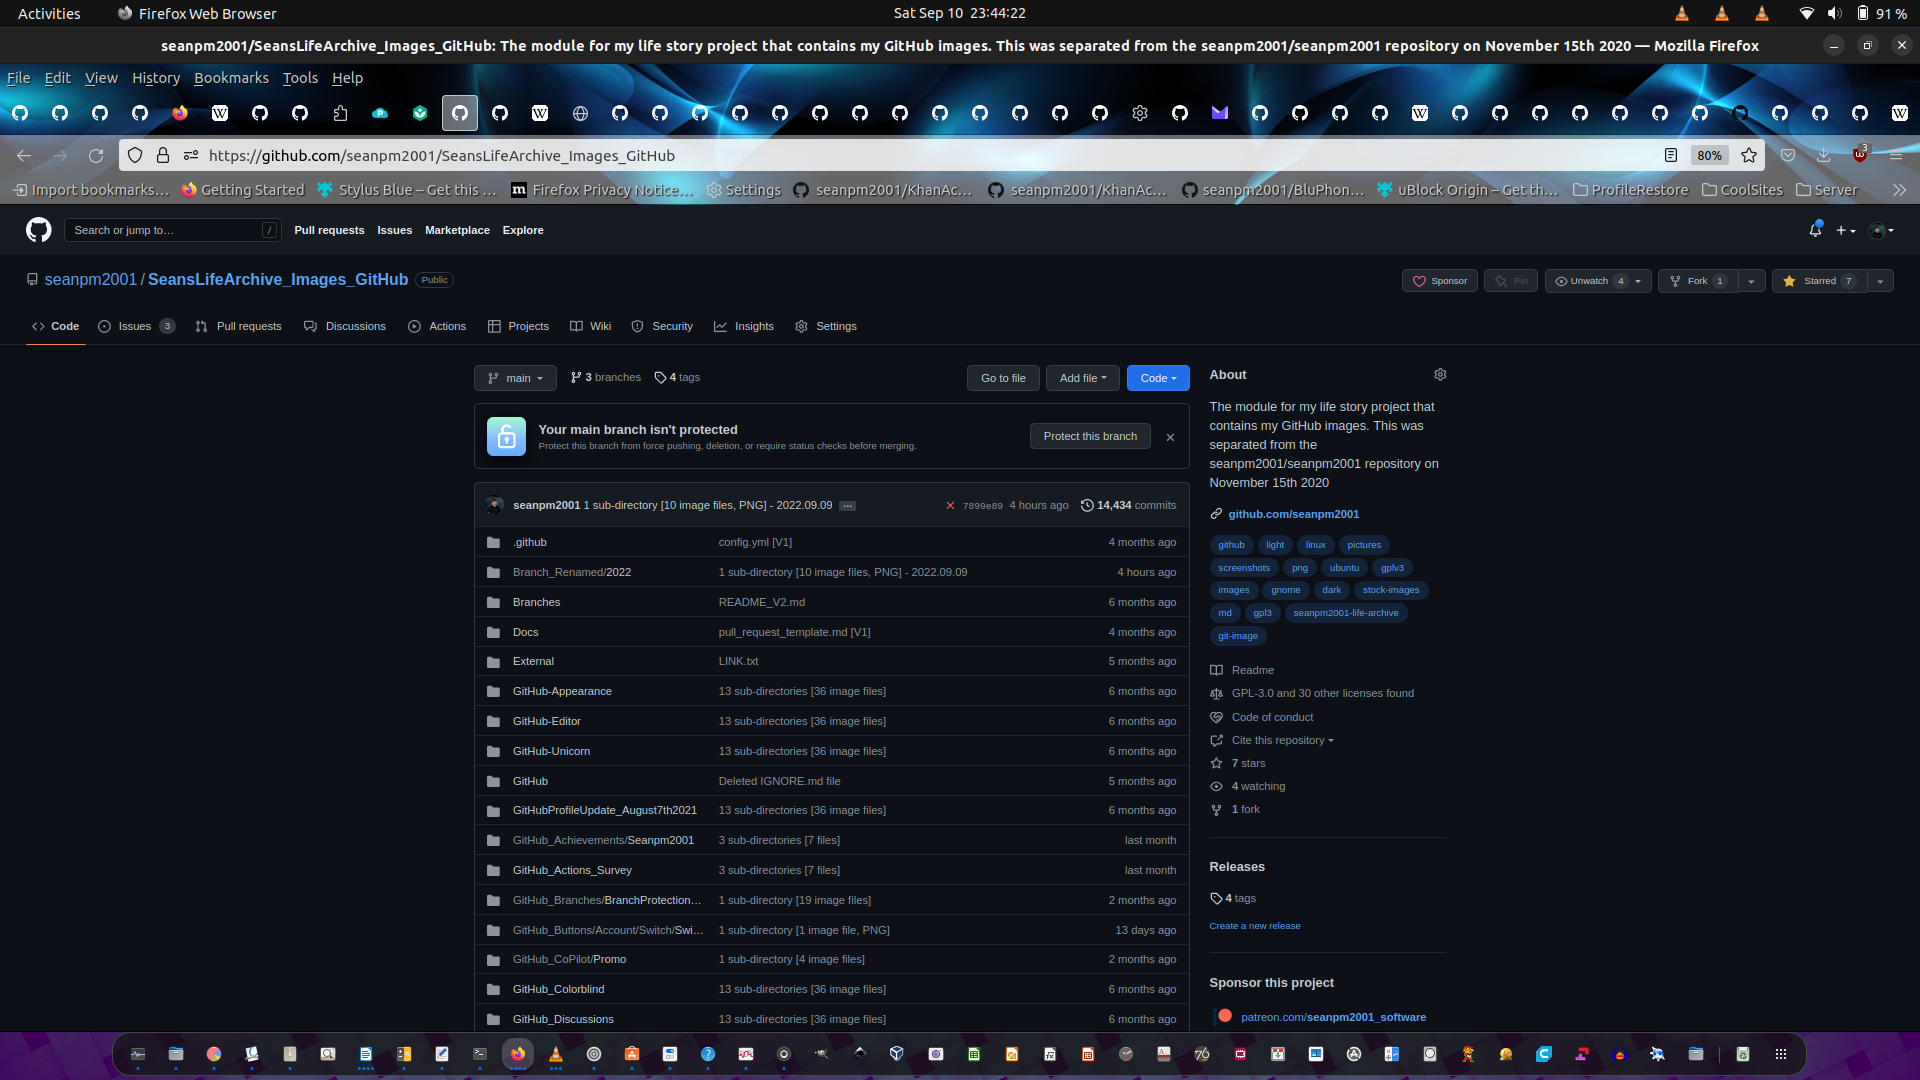 Activities Firefox Web Browser Sat Sep 10 23:44:22 91 %
seanpm2001/SeansLifeArchive_Images_GitHub: The module for my life story project that contains my GitHub images. This was separated from the seanpm2001/seanpm2001 repository on November 15th 2020 — Mozilla Firefox
File Edit View History Bookmarks Tools Help
https://github.com/seanpm2001/SeansLifeArchive_Images_GitHub 80% 3
Import bookmarks… Getting Started Stylus Blue – Get this … Firefox Privacy Notice… Settings seanpm2001/KhanAc… seanpm2001/KhanAc… seanpm2001/BluPhon… uBlock Origin – Get th… ProfileRestore CoolSites Server
Search or jump to… / Pull requests Issues Marketplace Explore
seanpm2001 / SeansLifeArchive_Images_GitHub Public Sponsor Pin Unwatch 4 Fork 1 Starred 7
Code Issues 3 Pull requests Discussions Actions Projects Wiki Security Insights Settings
main 3 branches 4 tags Go to file Add file Code
Your main branch isn't protected
Protect this branch from force pushing, deletion, or require status checks before merging.
Protect this branch
seanpm2001 1 sub-directory [10 image files, PNG] - 2022.09.09 … 7899e89 4 hours ago 14,434 commits
.github config.yml [V1] 4 months ago
Branch_Renamed/2022 1 sub-directory [10 image files, PNG] - 2022.09.09 4 hours ago
Branches README_V2.md 6 months ago
Docs pull_request_template.md [V1] 4 months ago
External LINK.txt 5 months ago
GitHub-Appearance 13 sub-directories [36 image files] 6 months ago
GitHub-Editor 13 sub-directories [36 image files] 6 months ago
GitHub-Unicorn 13 sub-directories [36 image files] 6 months ago
GitHub Deleted IGNORE.md file 5 months ago
GitHubProfileUpdate_August7th2021 13 sub-directories [36 image files] 6 months ago
GitHub_Achievements/Seanpm2001 3 sub-directories [7 files] last month
GitHub_Actions_Survey 3 sub-directories [7 files] last month
GitHub_Branches/BranchProtection… 1 sub-directory [19 image files] 2 months ago
GitHub_Buttons/Account/Switch/Swi… 1 sub-directory [1 image file, PNG] 13 days ago
GitHub_CoPilot/Promo 1 sub-directory [4 image files] 2 months ago
GitHub_Colorblind 13 sub-directories [36 image files] 6 months ago
GitHub_Discussions 13 sub-directories [36 image files] 6 months ago
About
The module for my life story project that
contains my GitHub images. This was
separated from the
seanpm2001/seanpm2001 repository on
November 15th 2020
github.com/seanpm2001
github light linux pictures
screenshots png ubuntu gplv3
images gnome dark stock-images
md gpl3 seanpm2001-life-archive
git-image
Readme
GPL-3.0 and 30 other licenses found
Code of conduct
Cite this repository
7 stars
4 watching
1 fork
Releases
4 tags
Create a new release
Sponsor this project
patreon.com/seanpm2001_software